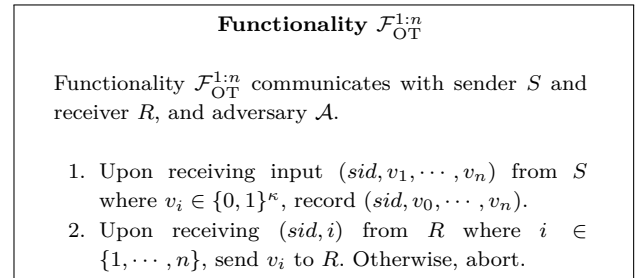 Functionality $\mathcal{F}_{\mathrm{OT}}^{1:n}$
Functionality $\mathcal{F}_{\mathrm{OT}}^{1:n}$ communicates with sender $S$ and
receiver $R$, and adversary $\mathcal{A}$.
1. Upon receiving input $(sid, v_1, \cdots, v_n)$ from $S$
where $v_i \in \{0, 1\}^{\kappa}$, record $(sid, v_0, \cdots, v_n)$.
2. Upon receiving $(sid, i)$ from $R$ where $i \in$
$\{1, \cdots, n\}$, send $v_i$ to $R$. Otherwise, abort.